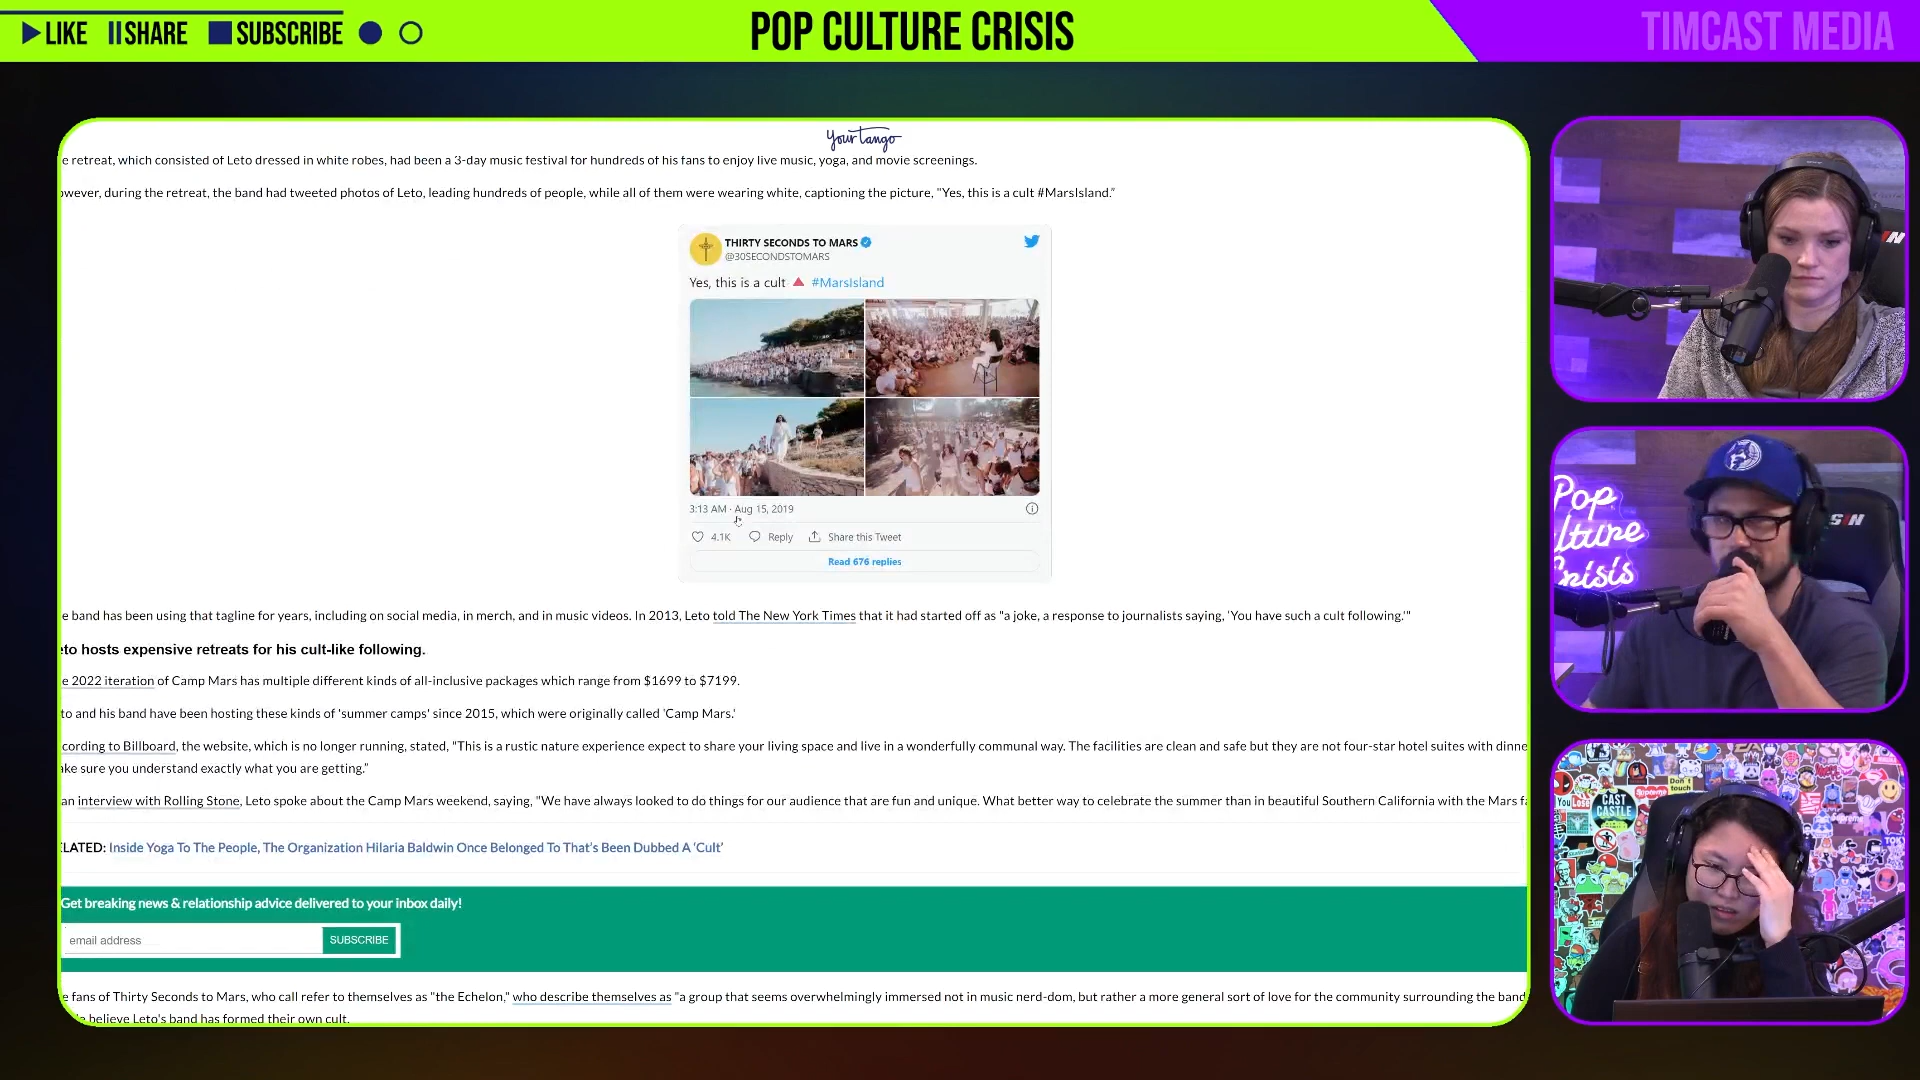 LIKE SHARE SUBSCRIBE
POP CULTURE CRISIS
TIMCAST MEDIA
Your Tango
e retreat, which consisted of Leto dressed in white robes, had been a 3-day music festival for hundreds of his fans to enjoy live music, yoga, and movie screenings.
owever, during the retreat, the band had tweeted photos of Leto, leading hundreds of people, while all of them were wearing white, captioning the picture, "Yes, this is a cult #MarsIsland."
THIRTY SECONDS TO MARS
@30SECONDSTOMARS
Yes, this is a cult #MarsIsland
3:13 AM · Aug 15, 2019
4.1K Reply Share this Tweet
Read 676 replies
e band has been using that tagline for years, including on social media, in merch, and in music videos. In 2013, Leto told The New York Times that it had started off as "a joke, a response to journalists saying, 'You have such a cult following.'"
eto hosts expensive retreats for his cult-like following.
e 2022 iteration of Camp Mars has multiple different kinds of all-inclusive packages which range from $1699 to $7199.
to and his band have been hosting these kinds of 'summer camps' since 2015, which were originally called 'Camp Mars.'
cording to Billboard, the website, which is no longer running, stated, "This is a rustic nature experience expect to share your living space and live in a wonderfully communal way. The facilities are clean and safe but they are not four-star hotel suites with dinne
ake sure you understand exactly what you are getting."
an interview with Rolling Stone, Leto spoke about the Camp Mars weekend, saying, "We have always looked to do things for our audience that are fun and unique. What better way to celebrate the summer than in beautiful Southern California with the Mars fa
LATED: Inside Yoga To The People, The Organization Hilaria Baldwin Once Belonged To That's Been Dubbed A 'Cult'
Get breaking news & relationship advice delivered to your inbox daily!
email address SUBSCRIBE
e fans of Thirty Seconds to Mars, who call refer to themselves as "the Echelon," who describe themselves as "a group that seems overwhelmingly immersed not in music nerd-dom, but rather a more general sort of love for the community surrounding the band
believe Leto's band has formed their own cult.
Pop
lture
Crisis
You Lose
CAST
CASTLE
Supreme
Don't
touch